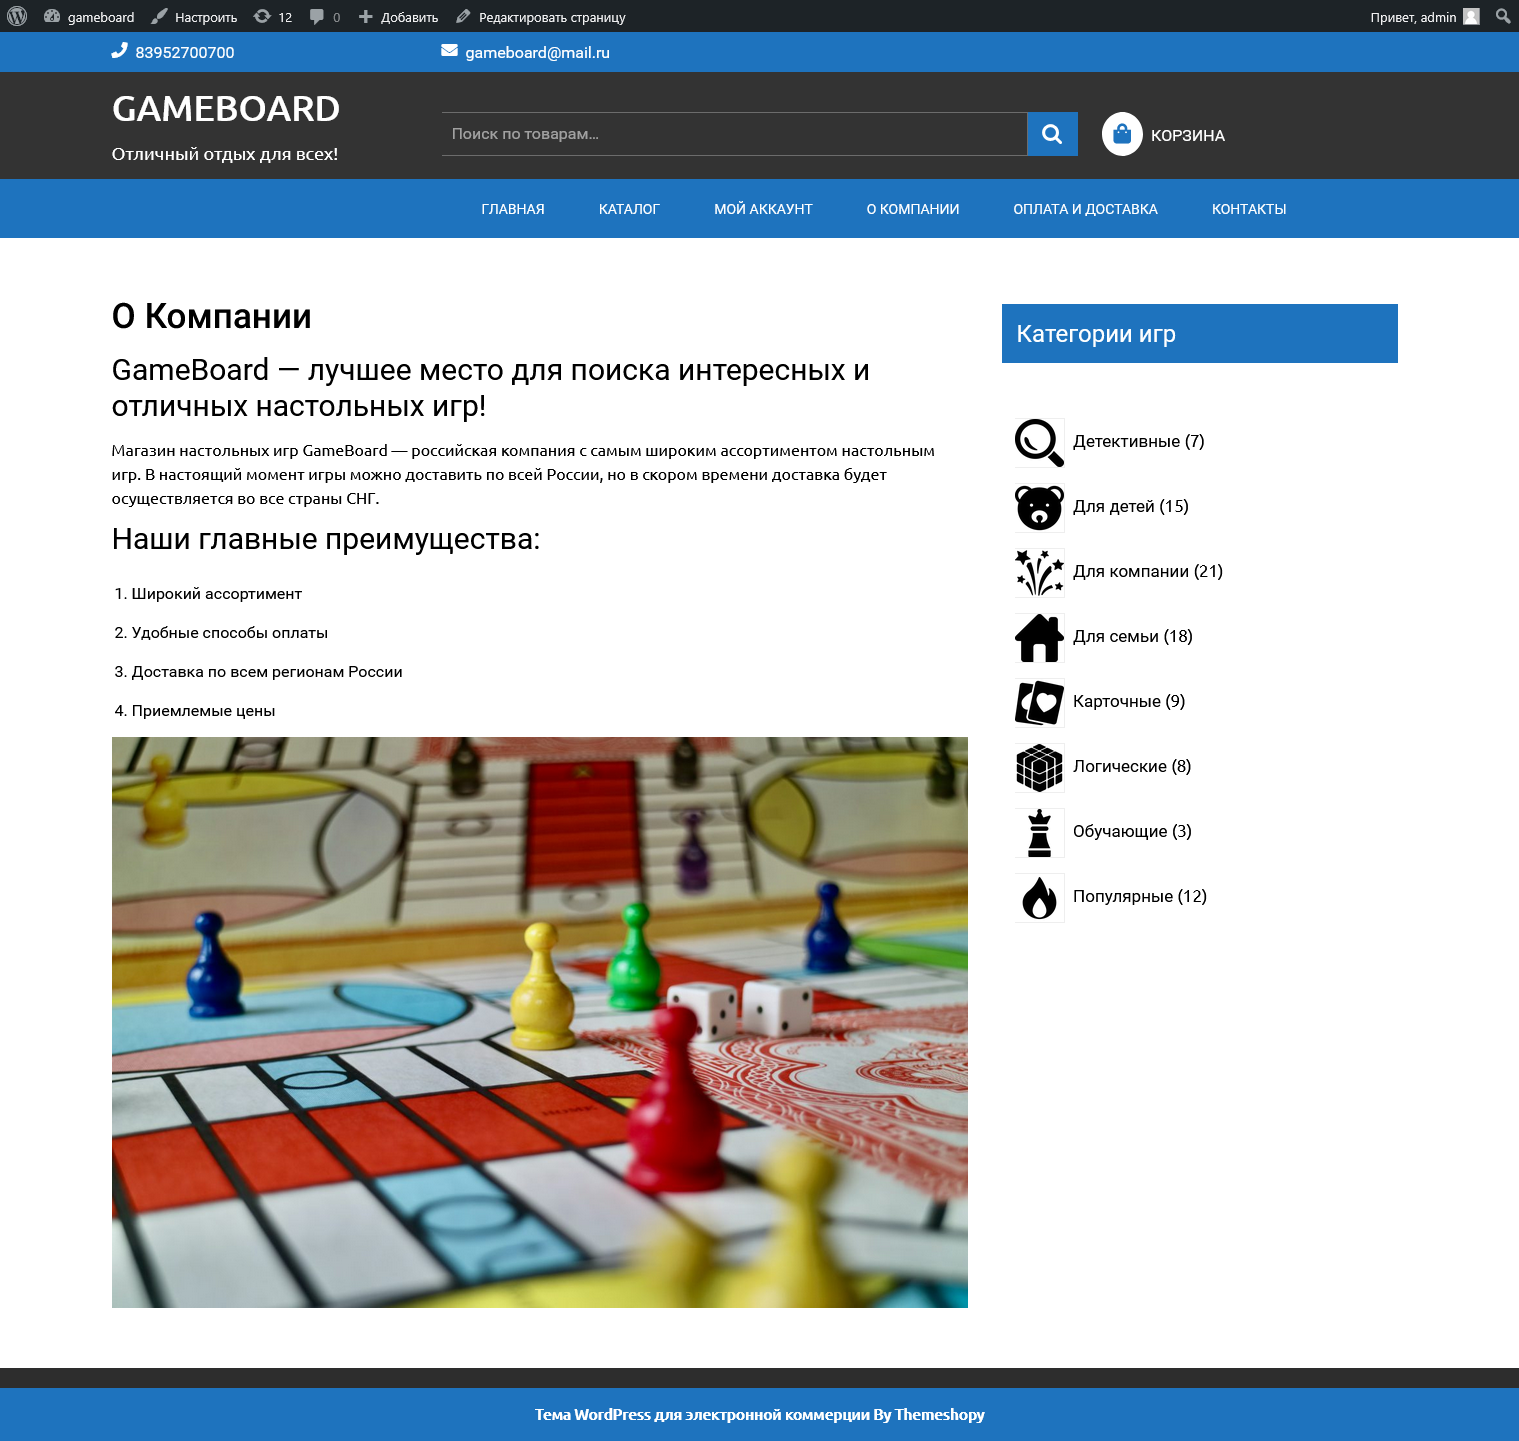 gameboard Настроить 12 0 Добавить Редактировать страницу Привет, admin
83952700700 gameboard@mail.ru
GAMEBOARD
Отличный отдых для всех!
Поиск по товарам…
КОРЗИНА
ГЛАВНАЯ КАТАЛОГ МОЙ АККАУНТ О КОМПАНИИ ОПЛАТА И ДОСТАВКА КОНТАКТЫ
О Компании
GameBoard — лучшее место для поиска интересных и
отличных настольных игр!
Магазин настольных игр GameBoard — российская компания с самым широким ассортиментом настольным
игр. В настоящий момент игры можно доставить по всей России, но в скором времени доставка будет
осуществляется во все страны СНГ.
Наши главные преимущества:
1. Широкий ассортимент
2. Удобные способы оплаты
3. Доставка по всем регионам России
4. Приемлемые цены
Категории игр
Детективные (7)
Для детей (15)
Для компании (21)
Для семьи (18)
Карточные (9)
Логические (8)
Обучающие (3)
Популярные (12)
Тема WordPress для электронной коммерции By Themeshopy